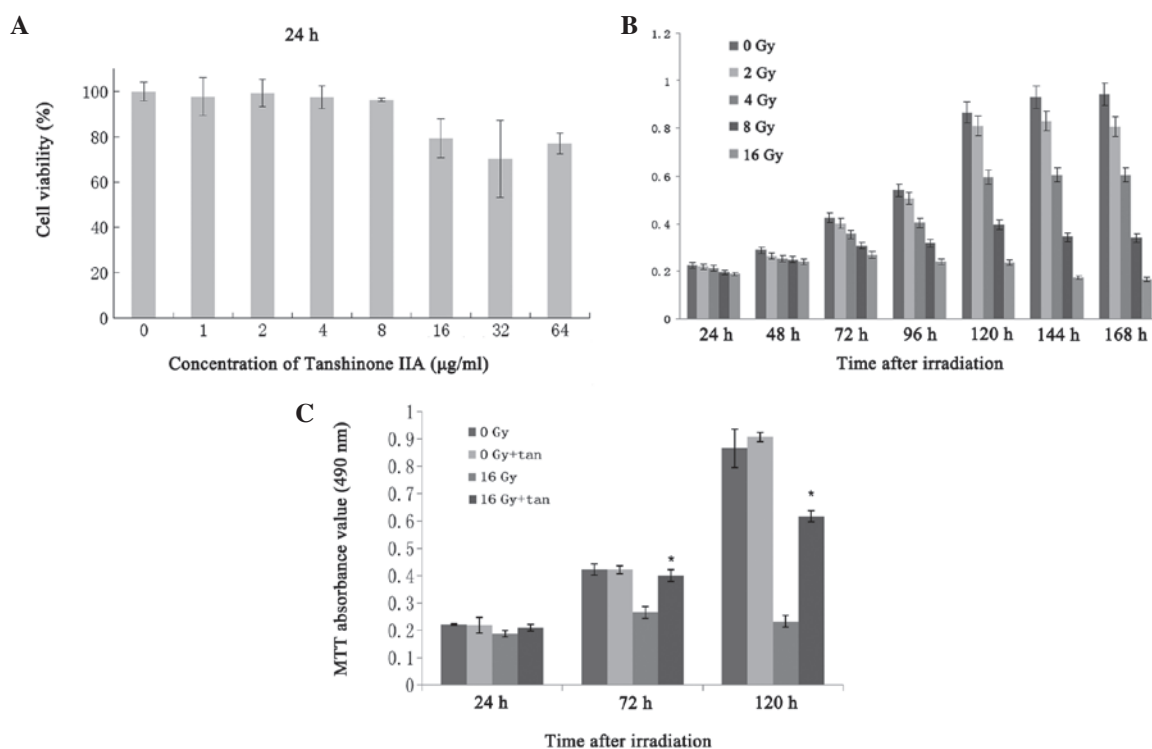 A
24 h
Cell viability (%)
100
80
60
40
20
0
0 1 2 4 8 16 32 64
Concentration of Tanshinone IIA (μg/ml)
B
1.2
1
0.8
0.6
0.4
0.2
0
0 Gy
2 Gy
4 Gy
8 Gy
16 Gy
24 h 48 h 72 h 96 h 120 h 144 h 168 h
Time after irradiation
C
MTT absorbance value (490 nm)
1
0.9
0.8
0.7
0.6
0.5
0.4
0.3
0.2
0.1
0
0 Gy
0 Gy+tan
16 Gy
16 Gy+tan
*
*
24 h 72 h 120 h
Time after irradiation